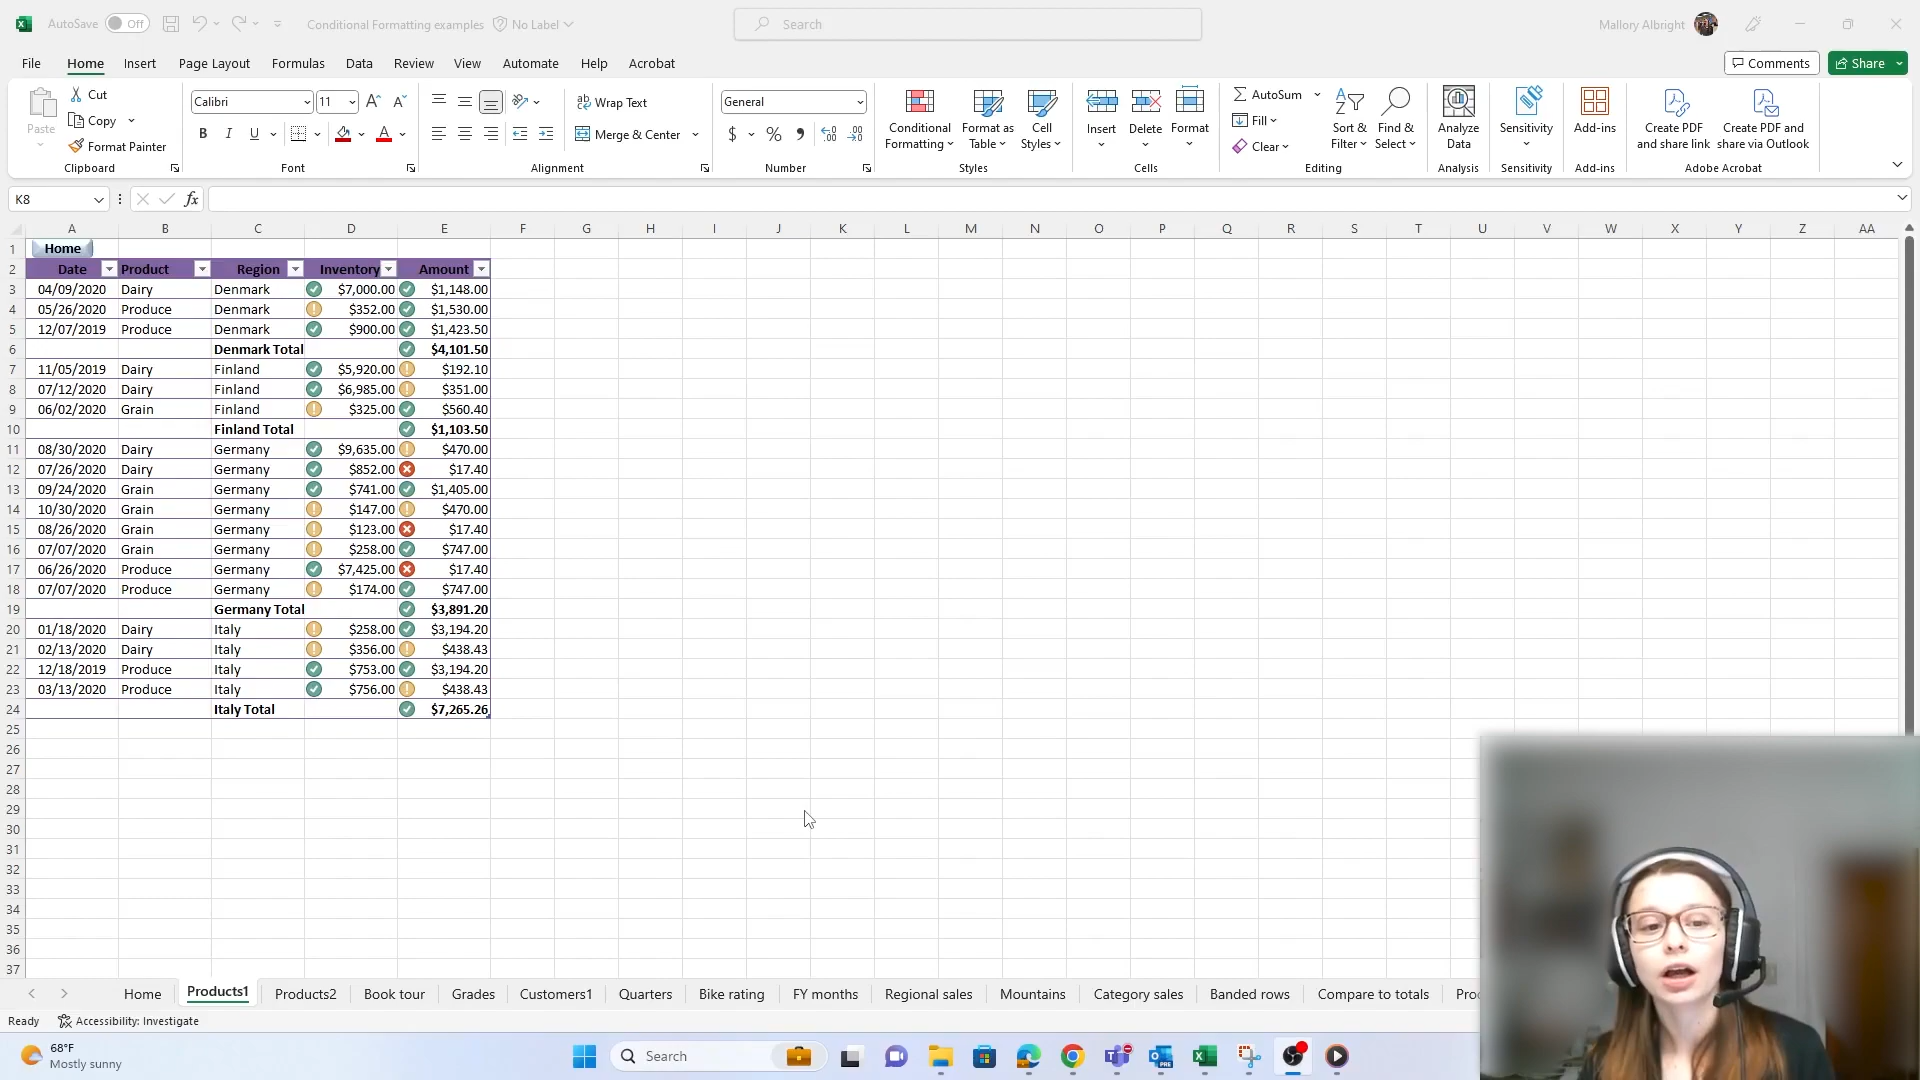 AutoSave Off Conditional Formatting examples No Label Search Mallory Albright
File Home Insert Page Layout Formulas Data Review View Automate Help Acrobat Comments Share
Paste
Cut
Copy
Format Painter
Clipboard
Calibri 11
B I U
Font
Wrap Text
Merge & Center
Alignment
General
$ % ,
Number
Conditional
Formatting
Format as
Table
Cell
Styles
Styles
Insert
Delete
Format
Cells
AutoSum
Fill
Clear
Sort &
Filter
Find &
Select
Editing
Analyze
Data
Analysis
Sensitivity
Sensitivity
Add-ins
Add-ins
Create PDF
and share link
Create PDF and
share via Outlook
Adobe Acrobat
K8 fx
A B C D E F G H I J K L M N O P Q R S T U V W X Y Z AA
1 Home
2 Date Product Region Inventory Amount
3 04/09/2020 Dairy Denmark $7,000.00 $1,148.00
4 05/26/2020 Produce Denmark $352.00 $1,530.00
5 12/07/2019 Produce Denmark $900.00 $1,423.50
6 Denmark Total $4,101.50
7 11/05/2019 Dairy Finland $5,920.00 $192.10
8 07/12/2020 Dairy Finland $6,985.00 $351.00
9 06/02/2020 Grain Finland $325.00 $560.40
10 Finland Total $1,103.50
11 08/30/2020 Dairy Germany $9,635.00 $470.00
12 07/26/2020 Dairy Germany $852.00 $17.40
13 09/24/2020 Grain Germany $741.00 $1,405.00
14 10/30/2020 Grain Germany $147.00 $470.00
15 08/26/2020 Grain Germany $123.00 $17.40
16 07/07/2020 Grain Germany $258.00 $747.00
17 06/26/2020 Produce Germany $7,425.00 $17.40
18 07/07/2020 Produce Germany $174.00 $747.00
19 Germany Total $3,891.20
20 01/18/2020 Dairy Italy $258.00 $3,194.20
21 02/13/2020 Dairy Italy $356.00 $438.43
22 12/18/2019 Produce Italy $753.00 $3,194.20
23 03/13/2020 Produce Italy $756.00 $438.43
24 Italy Total $7,265.26
25
26
27
28
29
30
31
32
33
34
35
36
37
Home Products1 Products2 Book tour Grades Customers1 Quarters Bike rating FY months Regional sales Mountains Category sales Banded rows Compare to totals Proc
Ready Accessibility: Investigate
68°F
Mostly sunny
Search